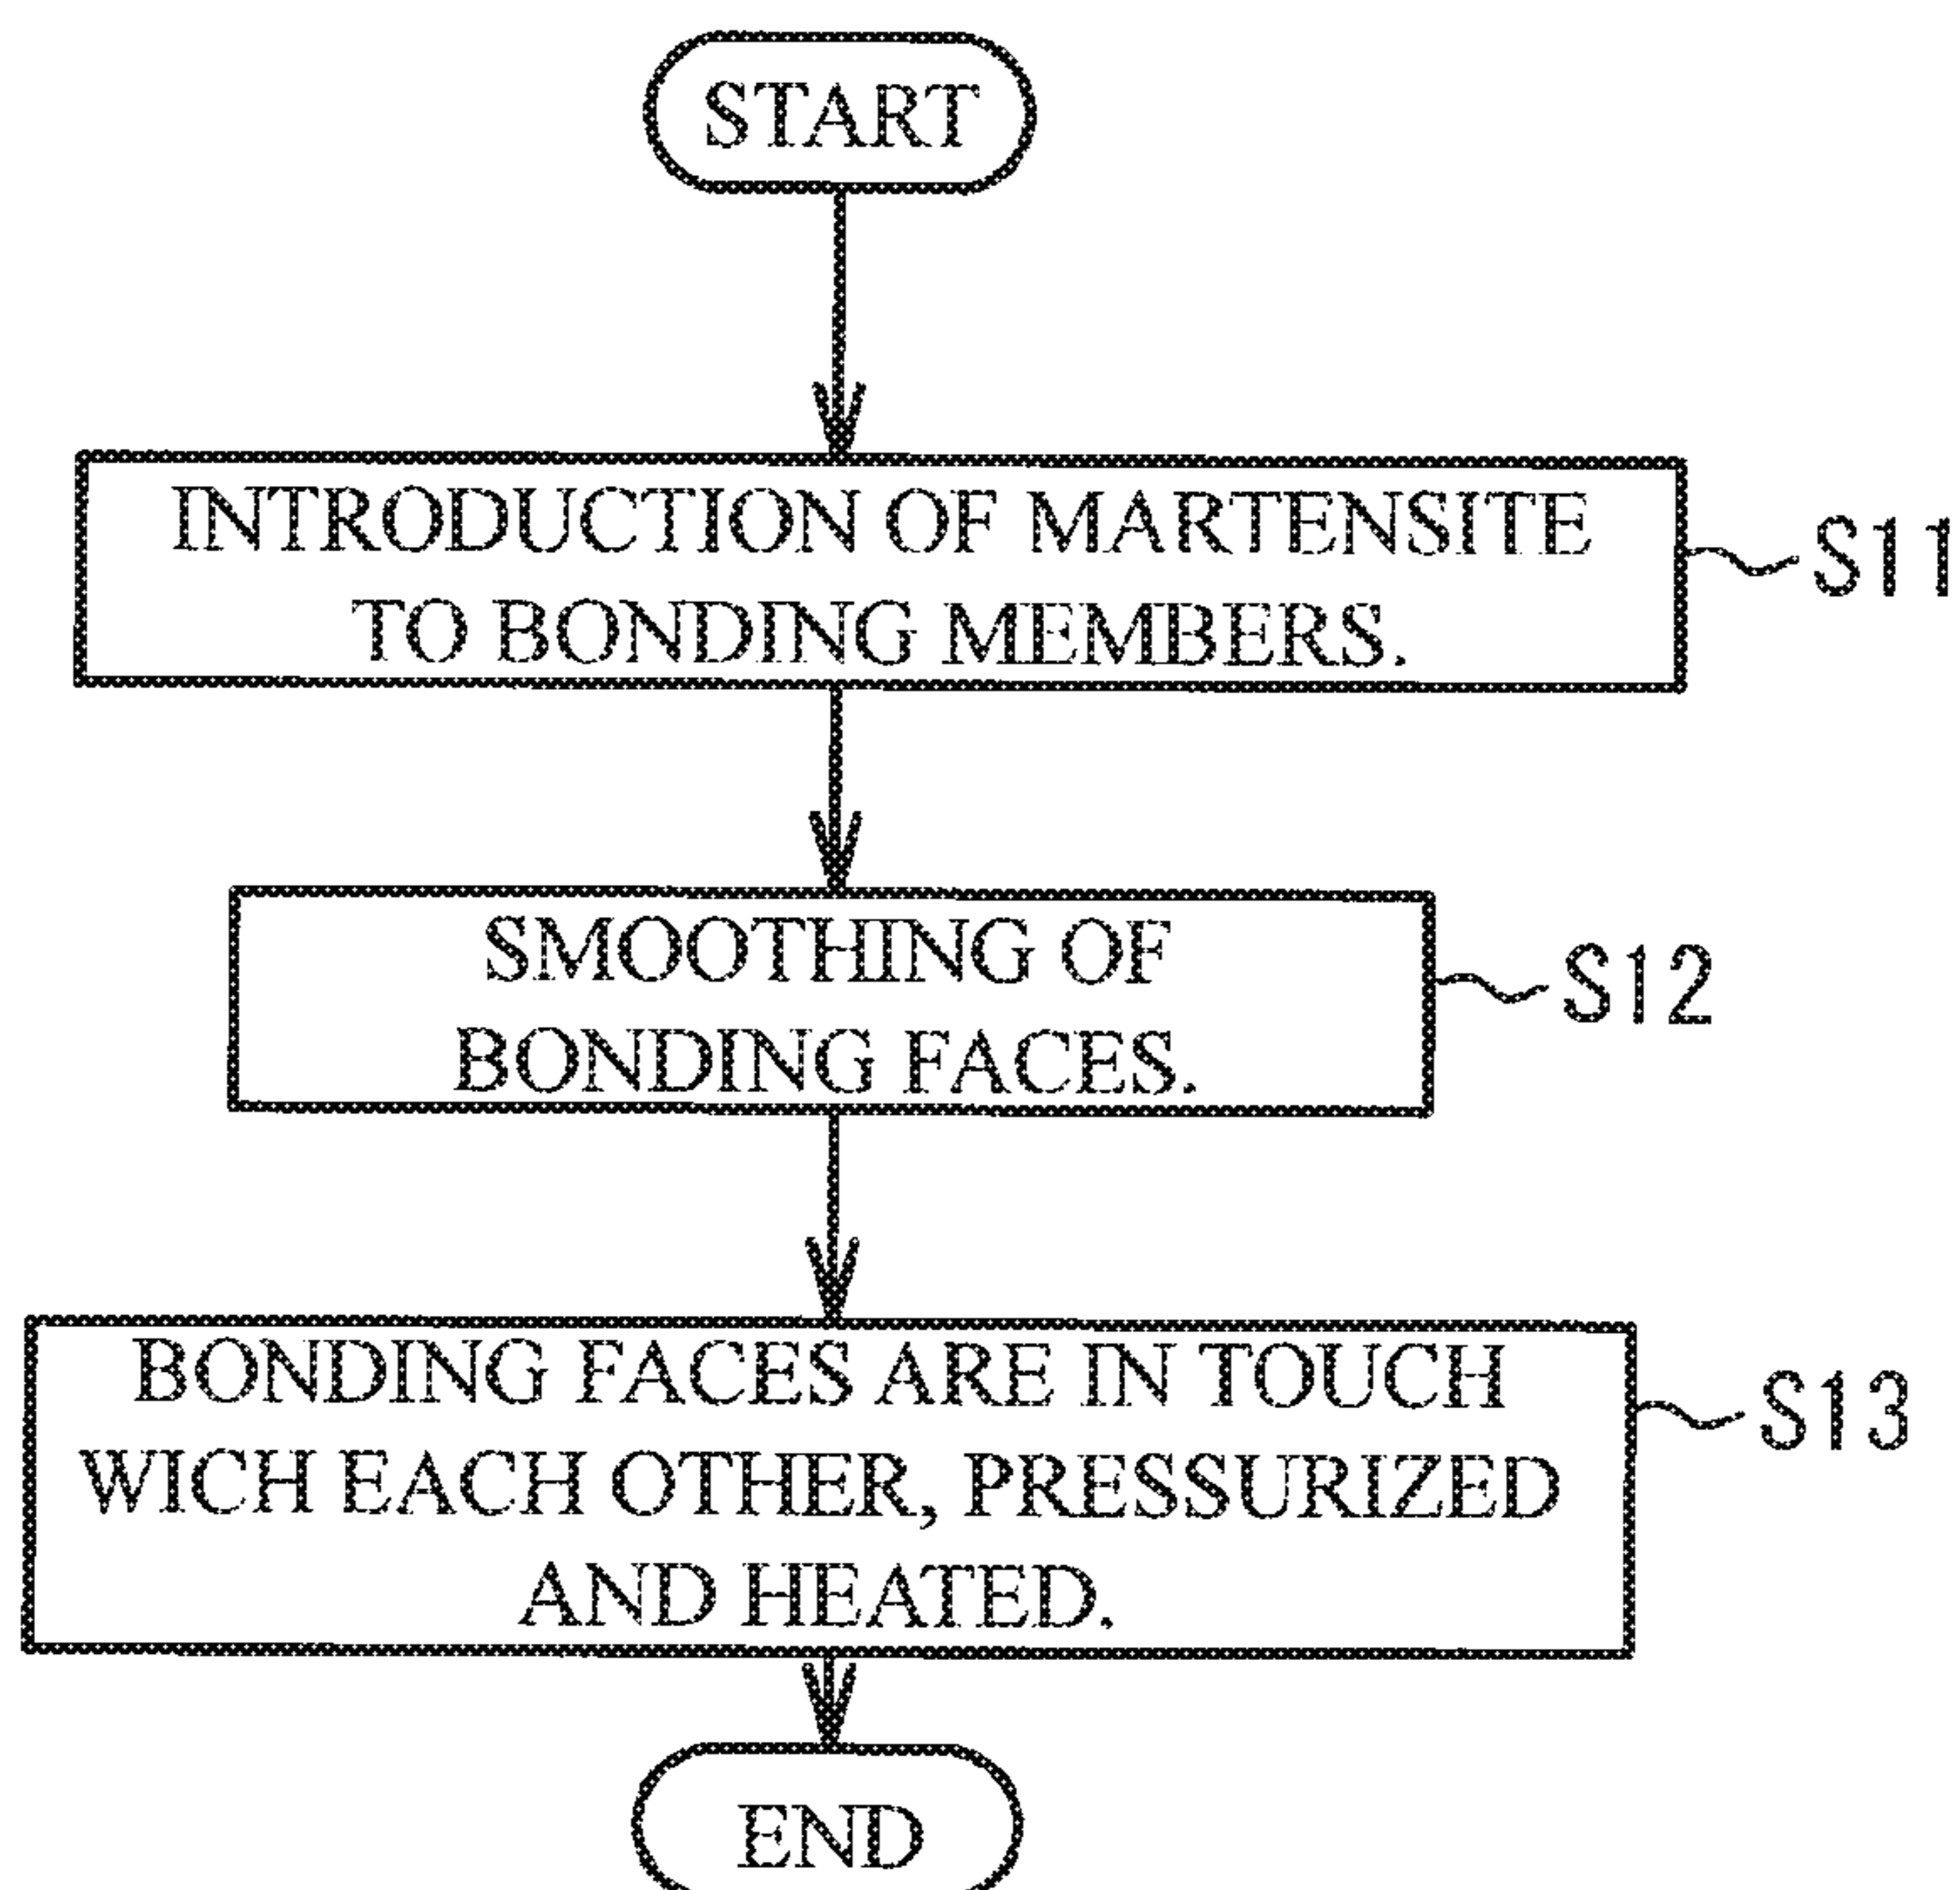 START
INTRODUCTION OF MARTENSITE
TO BONDING MEMBERS.
S11
SMOOTHING OF
BONDING FACES.
S12
BONDING FACES ARE IN TOUCH
WICH EACH OTHER, PRESSURIZED
AND HEATED.
S13
END